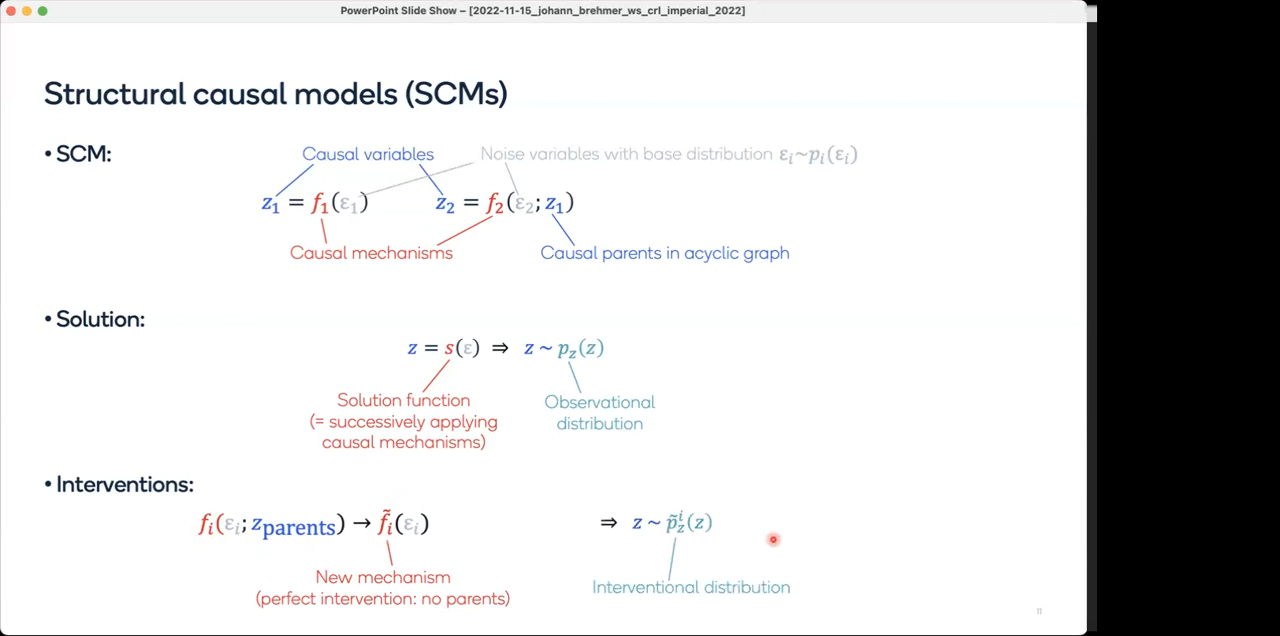 PowerPoint Slide Show – [2022-11-15_johann_brehmer_ws_crl_imperial_2022]
Structural causal models (SCMs)
• SCM:
Causal variables
Noise variables with base distribution εᵢ~pᵢ(εᵢ)
z₁ = f₁(ε₁)
z₂ = f₂(ε₂; z₁)
Causal mechanisms
Causal parents in acyclic graph
• Solution:
z = s(ε) ⇒ z ~ p_z(z)
Solution function
(= successively applying
causal mechanisms)
Observational
distribution
• Interventions:
fᵢ(εᵢ; z_parents) → f̃ᵢ(εᵢ)
⇒ z ~ p̃ᶦ_z(z)
New mechanism
(perfect intervention: no parents)
Interventional distribution
11